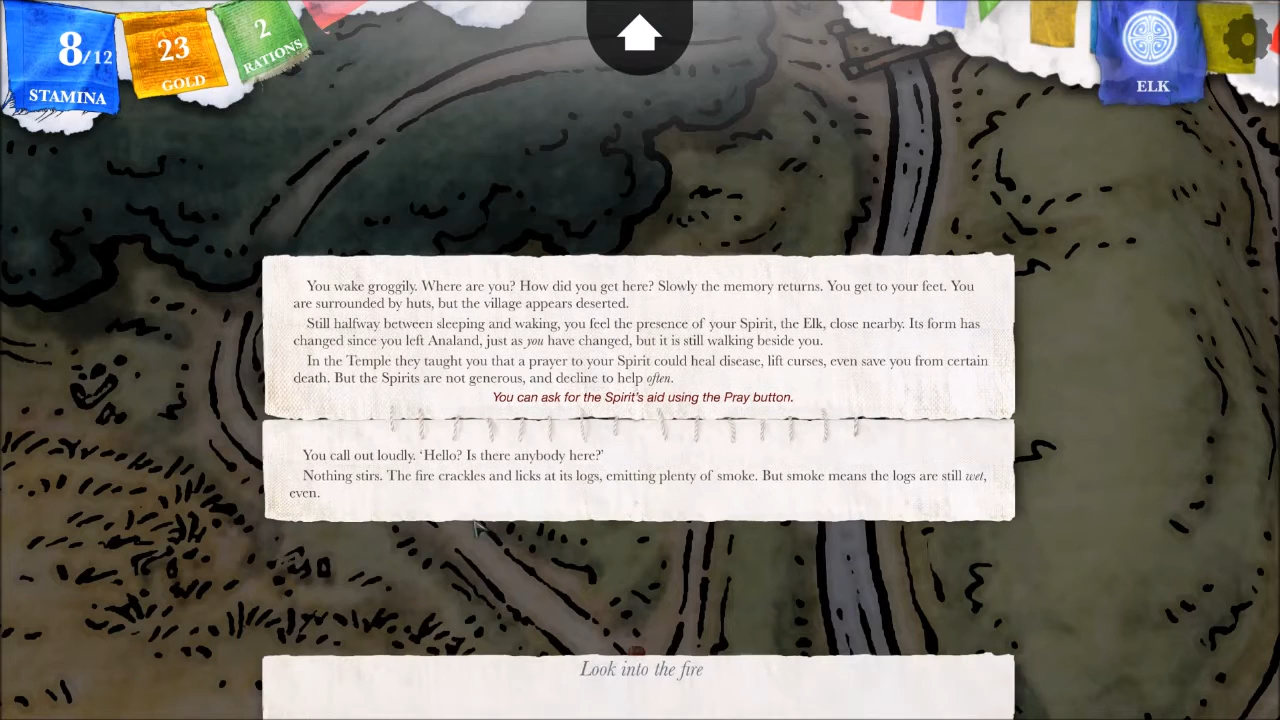 8/12
STAMINA
23
GOLD
2
RATIONS
ELK
You wake groggily. Where are you? How did you get here? Slowly the memory returns. You get to your feet. You
are surrounded by huts, but the village appears deserted.
Still halfway between sleeping and waking, you feel the presence of your Spirit, the Elk, close nearby. Its form has
changed since you left Analand, just as you have changed, but it is still walking beside you.
In the Temple they taught you that a prayer to your Spirit could heal disease, lift curses, even save you from certain
death. But the Spirits are not generous, and decline to help often.
You can ask for the Spirit's aid using the Pray button.
You call out loudly. ‘Hello? Is there anybody here?’
Nothing stirs. The fire crackles and licks at its logs, emitting plenty of smoke. But smoke means the logs are still wet,
even.
Look into the fire